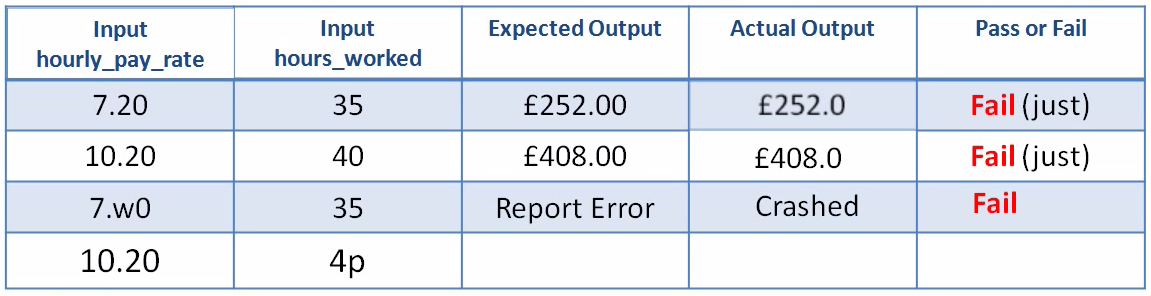 Input hourly_pay_rate | Input hours_worked | Expected Output | Actual Output | Pass or Fail
7.20 | 35 | £252.00 | £252.0 | Fail (just)
10.20 | 40 | £408.00 | £408.0 | Fail (just)
7.w0 | 35 | Report Error | Crashed | Fail
10.20 | 4p